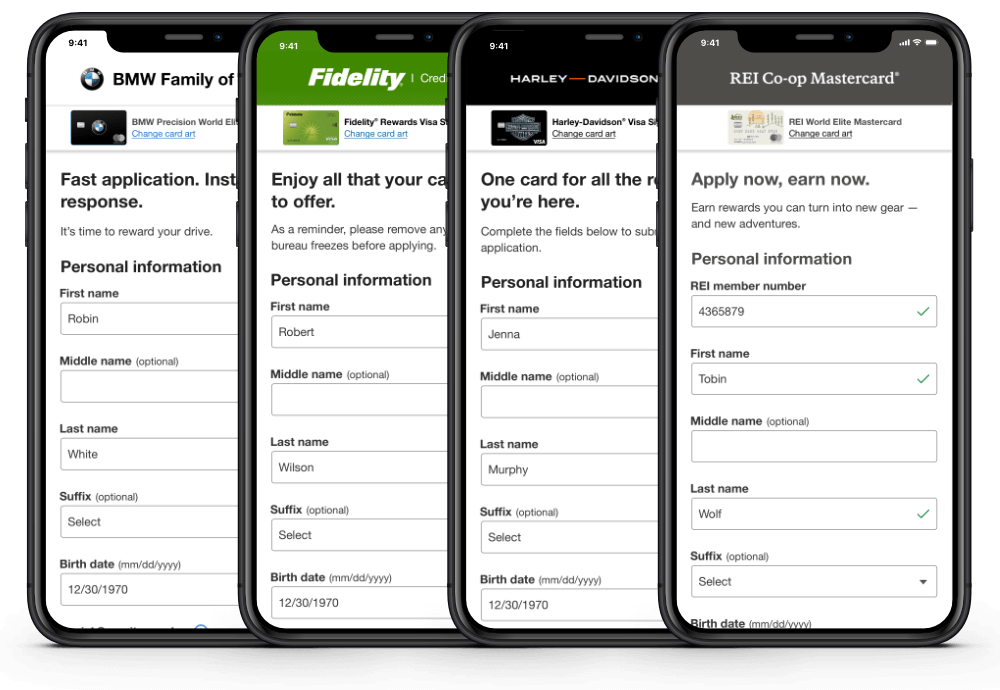 9:41
BMW Family of
BMW Precision World Elit
Change card art
Fast application. Inst
response.
It's time to reward your drive.
Personal information
First name
Robin
Middle name (optional)
Last name
White
Suffix (optional)
Select
Birth date (mm/dd/yyyy)
12/30/1970
9:41
Fidelity | Cred
Fidelity® Rewards Visa S
Change card art
Enjoy all that your ca
to offer.
As a reminder, please remove any
bureau freezes before applying.
Personal information
First name
Robert
Middle name (optional)
Last name
Wilson
Suffix (optional)
Select
Birth date (mm/dd/yyyy)
12/30/1970
9:41
HARLEY — DAVIDSON
VISA
Harley-Davidson® Visa Si
Change card art
One card for all the r
you're here.
Complete the fields below to sub
application.
Personal information
First name
Jenna
Middle name (optional)
Last name
Murphy
Suffix (optional)
Select
Birth date (mm/dd/yyyy)
12/30/1970
9:41
REI Co-op Mastercard®
REI World Elite Mastercard
Change card art
Apply now, earn now.
Earn rewards you can turn into new gear —
and new adventures.
Personal information
REI member number
4365879
First name
Tobin
Middle name (optional)
Last name
Wolf
Suffix (optional)
Select
Birth date (mm/dd/yyyy)